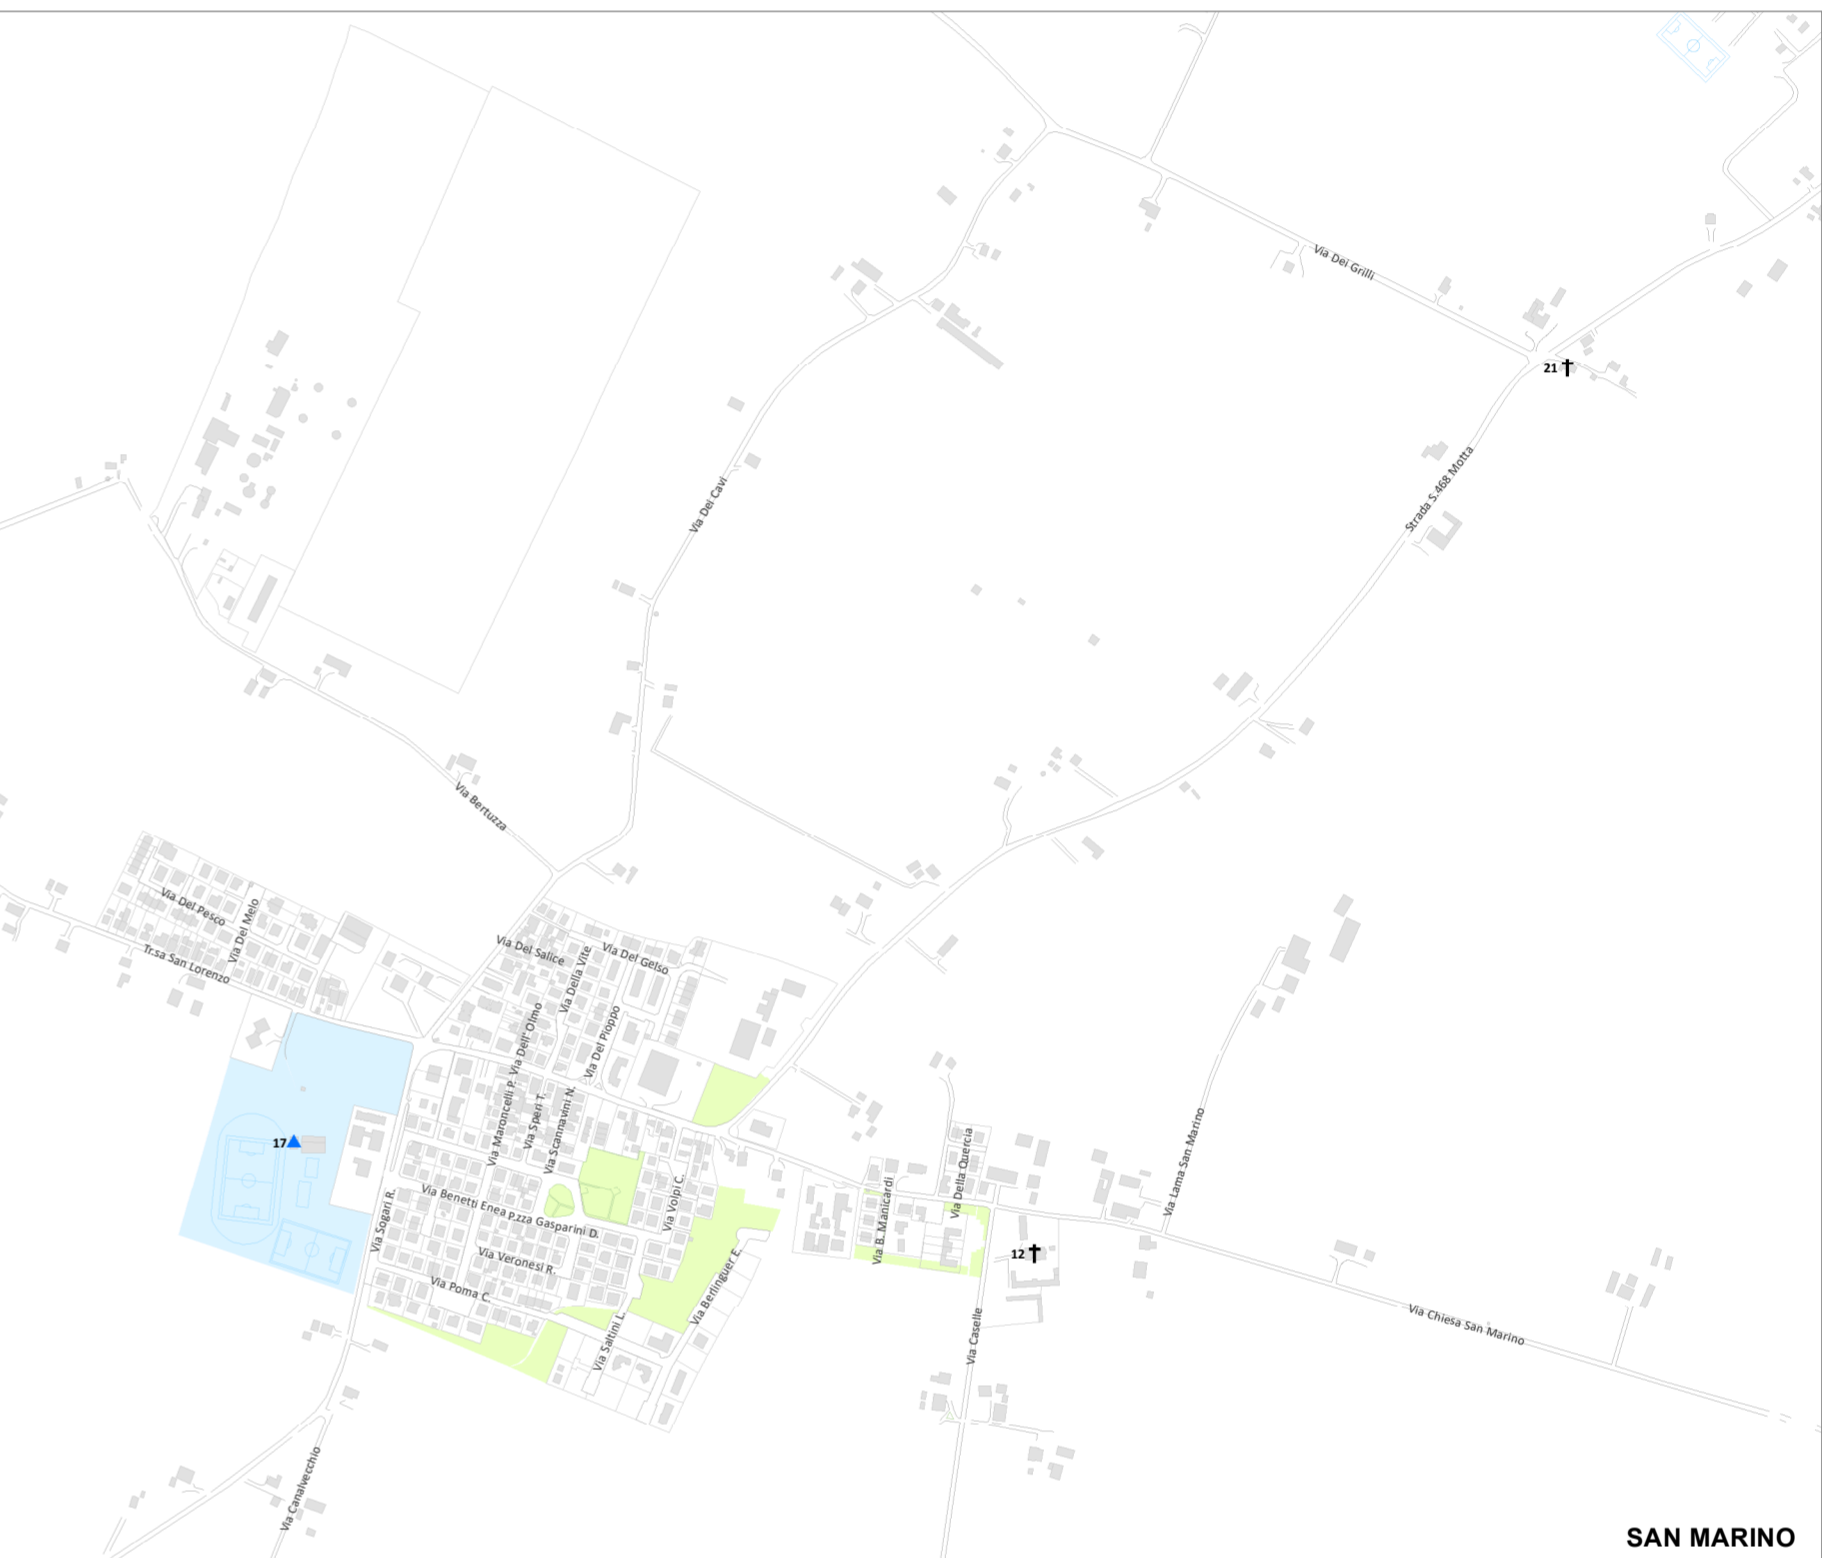 Via Dei Grilli
21
Strada S.468 Motta
Via Dei Cavi
Via Bertuzza
Via Del Pesco
Via Del Melo
Tr.sa San Lorenzo
Via Del Salice
Via Della Vite
Via Del Gelso
Via Dell' Olmo
Via Del Pioppo
Via Maroncelli P.
Via Speri T.
Via Scannavini N.
17
Via Sogari R.
Via Benetti Enea
P.zza Gasparini D.
Via Volpi C.
Via Veronesi R.
Via Poma C.
Via Saltini L.
Via Berlinguer E.
Via B. Manicardi
Via Della Quercia
Via Lama San Marino
12
Via Caselle
Via Chiesa San Marino
Via Canalvecchio
SAN MARINO